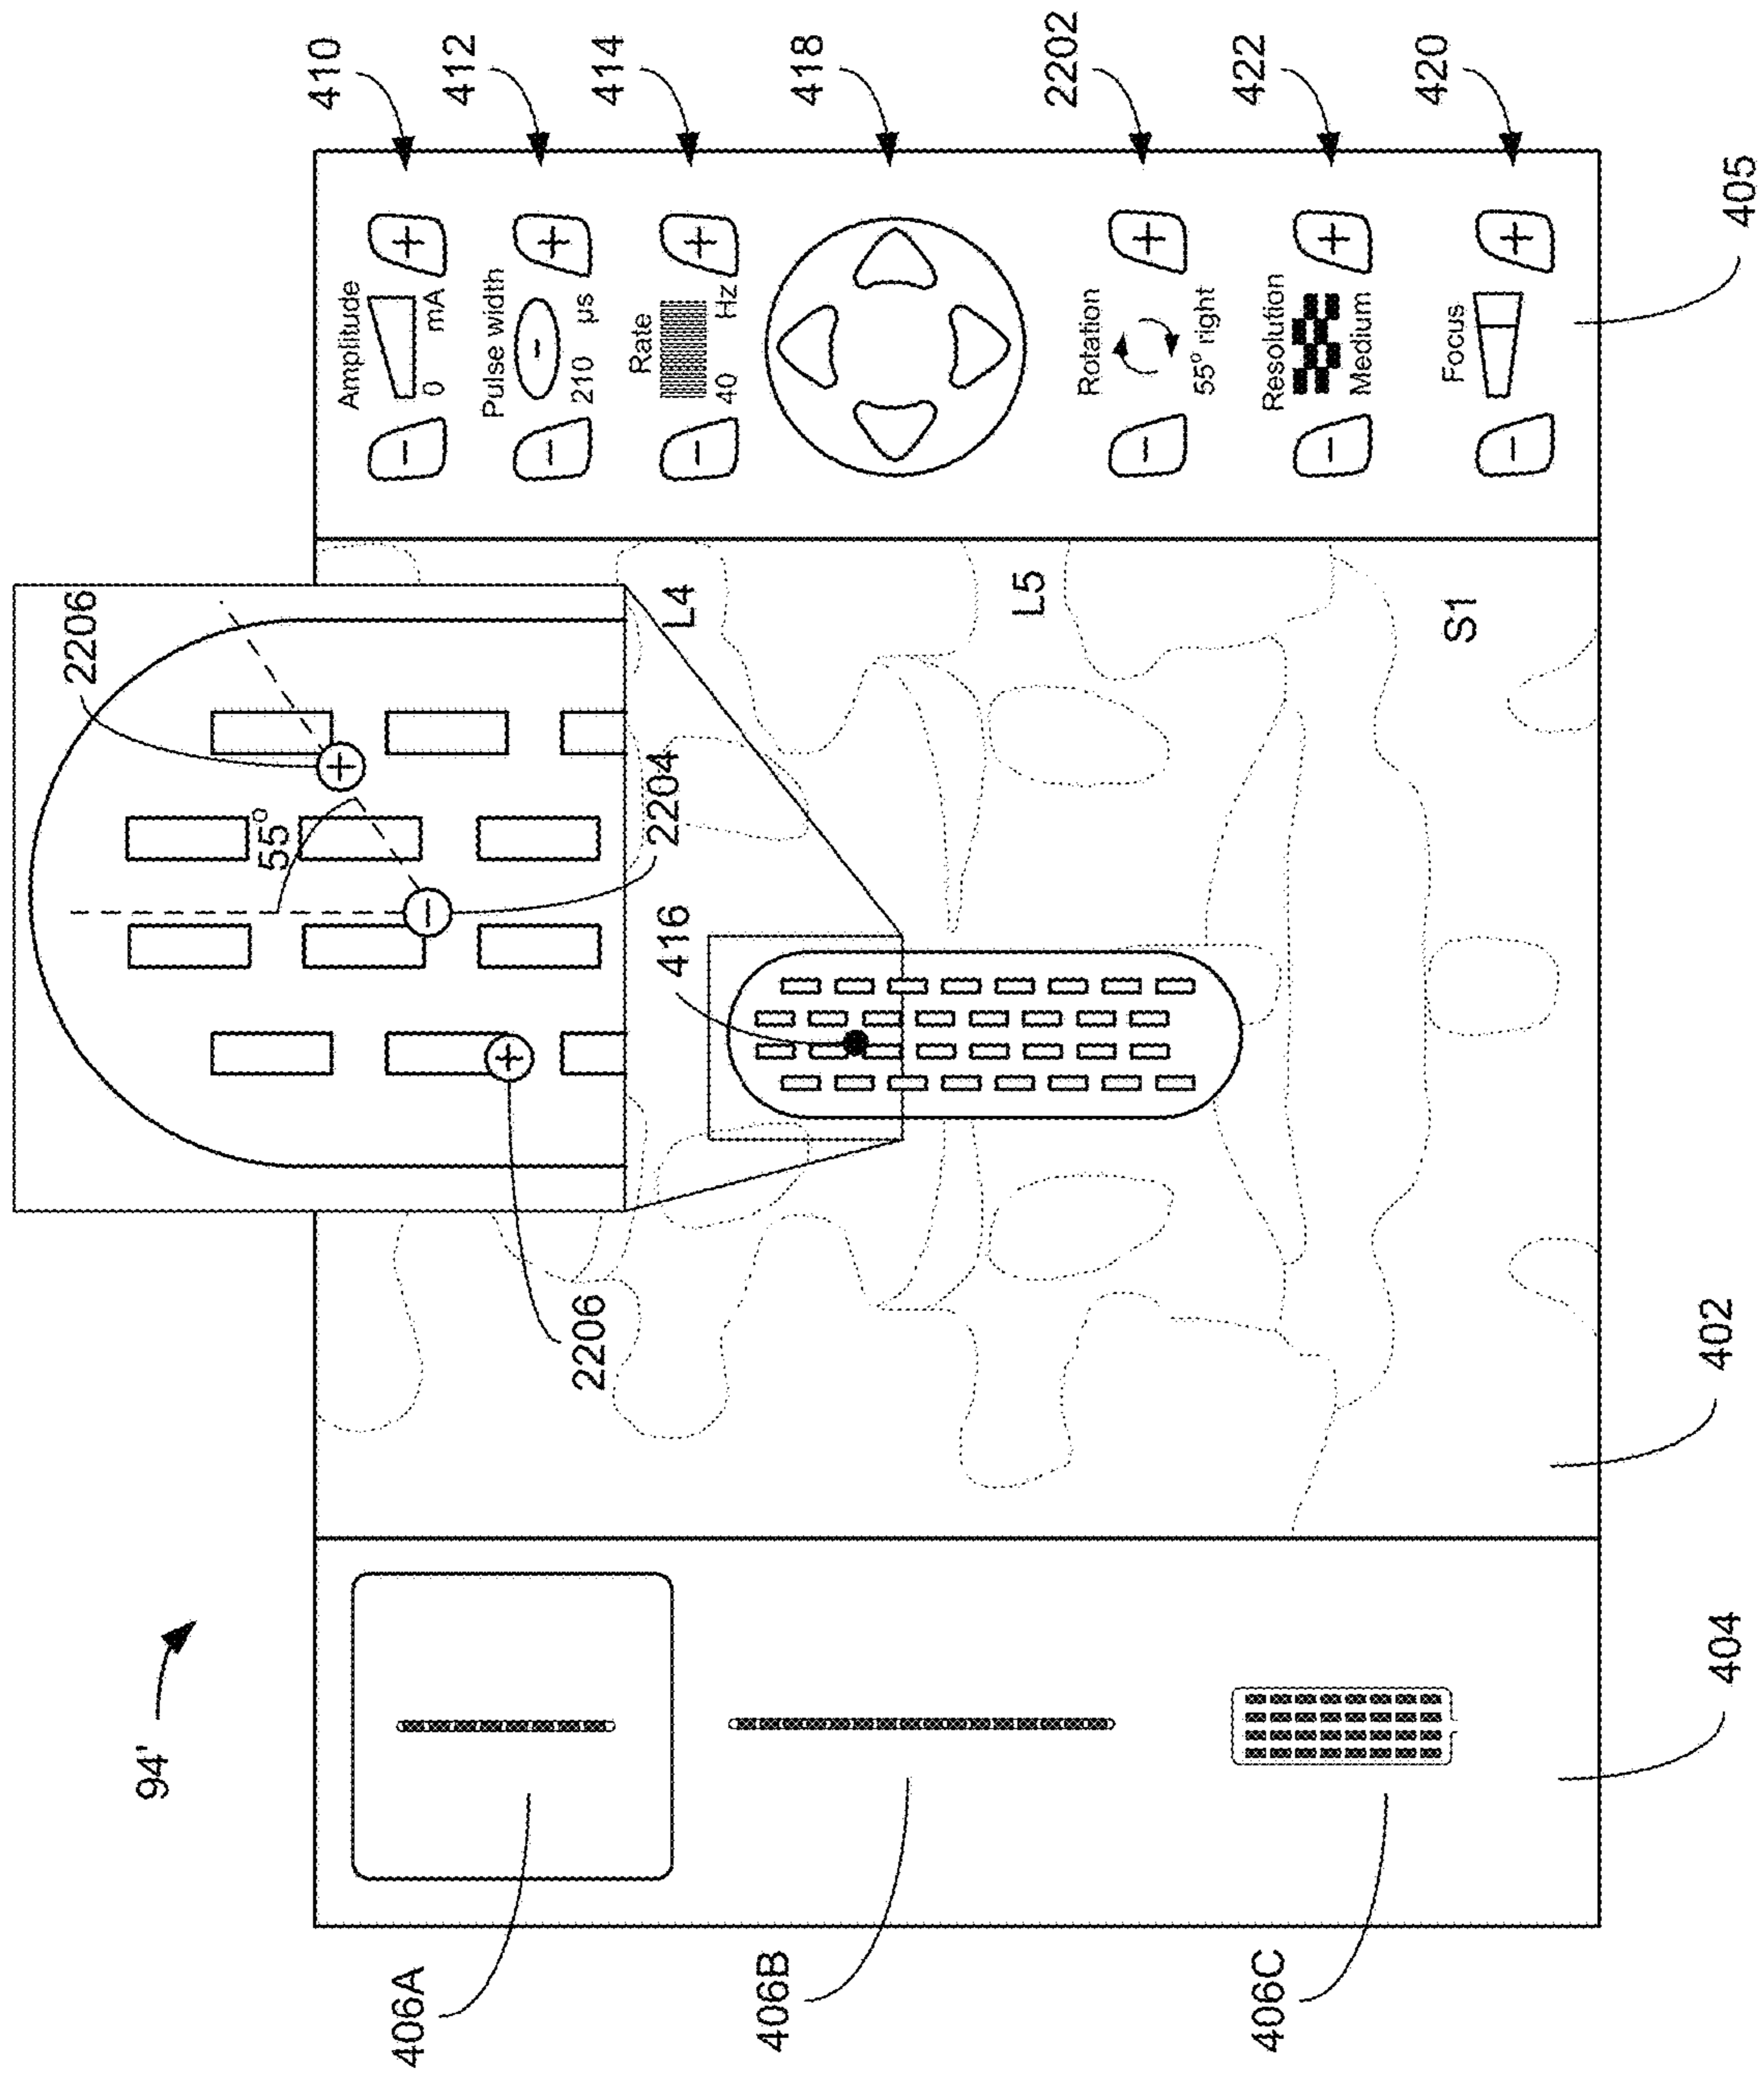 94'
2206
55°
410
Amplitude
0 mA
406A
412
Pulse width
210 µs
2206
414
Rate
40 Hz
2204
416
L4
406B
418
L5
2202
Rotation
55° right
422
406C
Resolution
Medium
420
Focus
S1
404
402
405